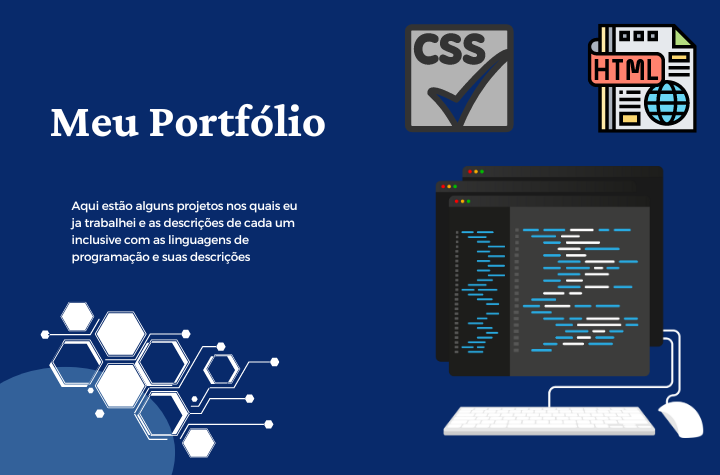 CSS
HTML
Meu Portfólio
Aqui estão alguns projetos nos quais eu
ja trabalhei e as descrições de cada um
inclusive com as linguagens de
programação e suas descrições